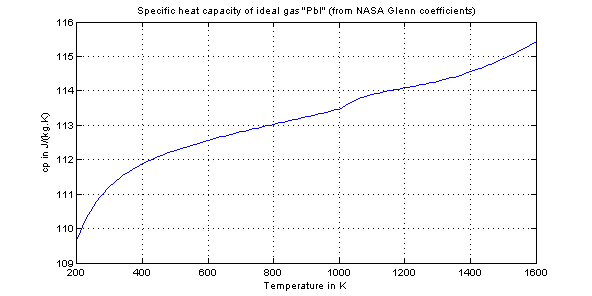 Specific heat capacity of ideal gas "PbI" (from NASA Glenn coefficients)
116
115
114
113
112
111
110
109
cp in J/(kg.K)
200 400 600 800 1000 1200 1400 1600
Temperature in K